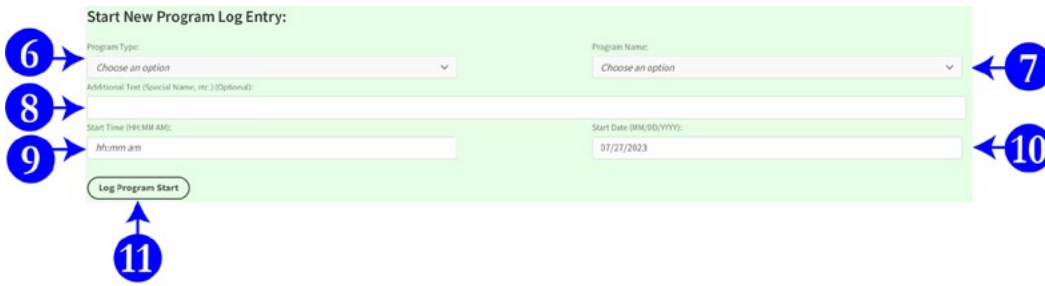 Start New Program Log Entry:
Program Type:
Program Name:
6
Choose an option
Choose an option
7
Additional Text (Special Name, etc.) (Optional):
8
Start Time (HH:MM AM):
Start Date (MM/DD/YYYY):
9
hh:mm am
07/27/2023
10
Log Program Start
11